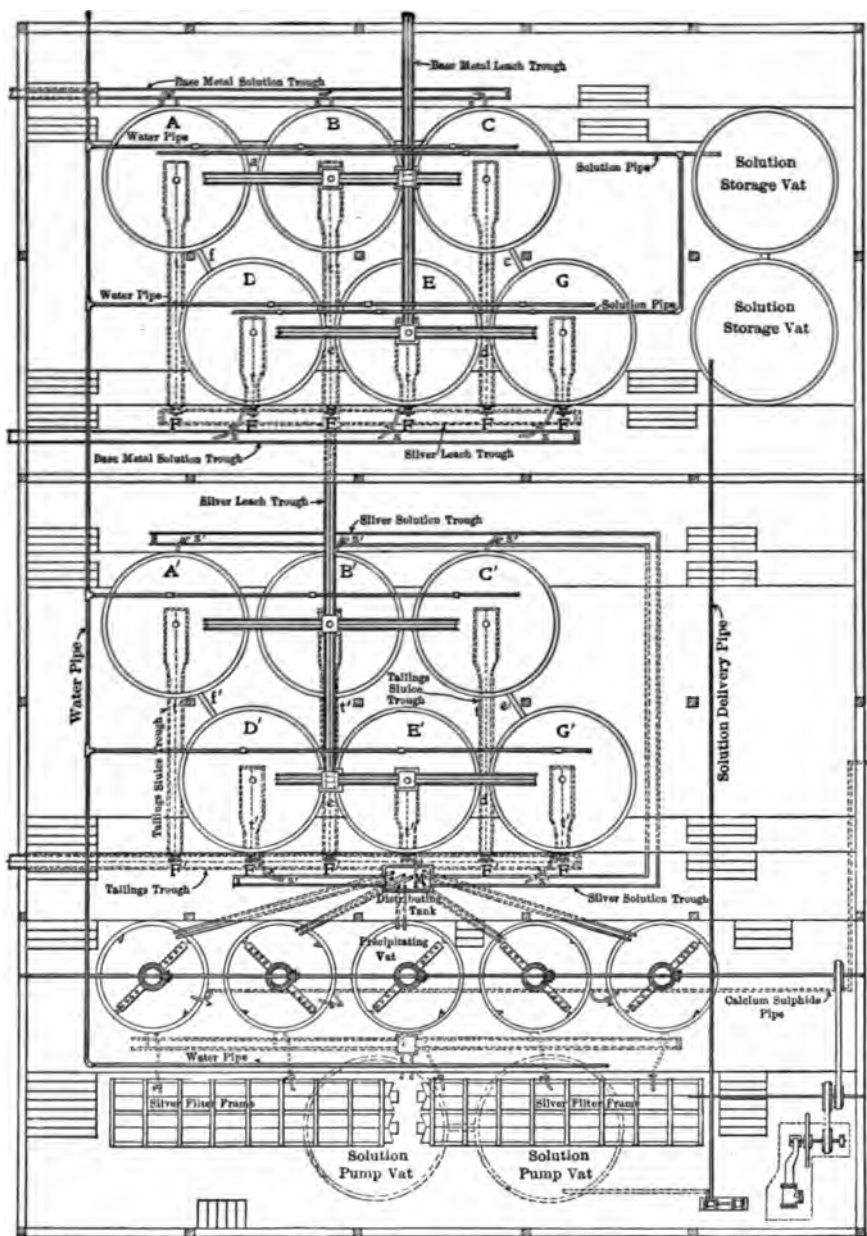 Base Metal Leach Trough
Base Metal Solution Trough
A
B
C
Water Pipe
a
Solution Pipe
Solution
Storage Vat
f
c
D
E
G
Water Pipe
Solution Pipe
Solution
Storage Vat
e
d
F F F F F F
Base Metal Solution Trough
Silver Leach Trough
Silver Leach Trough
Silver Solution Trough
s' s' s'
A'
B'
C'
Water Pipe
Solution Delivery Pipe
Tailings
Sluice
Trough
f'
t'
e
D'
E'
G'
Tailings Sluice Trough
d
F F F F F
Tailings Trough
Distributing
Tank
Silver Solution Trough
Precipitating
Vat
Calcium Sulphide
Pipe
Water Pipe
Silver Filter Frame
Silver Filter Frame
Solution
Pump Vat
Solution
Pump Vat